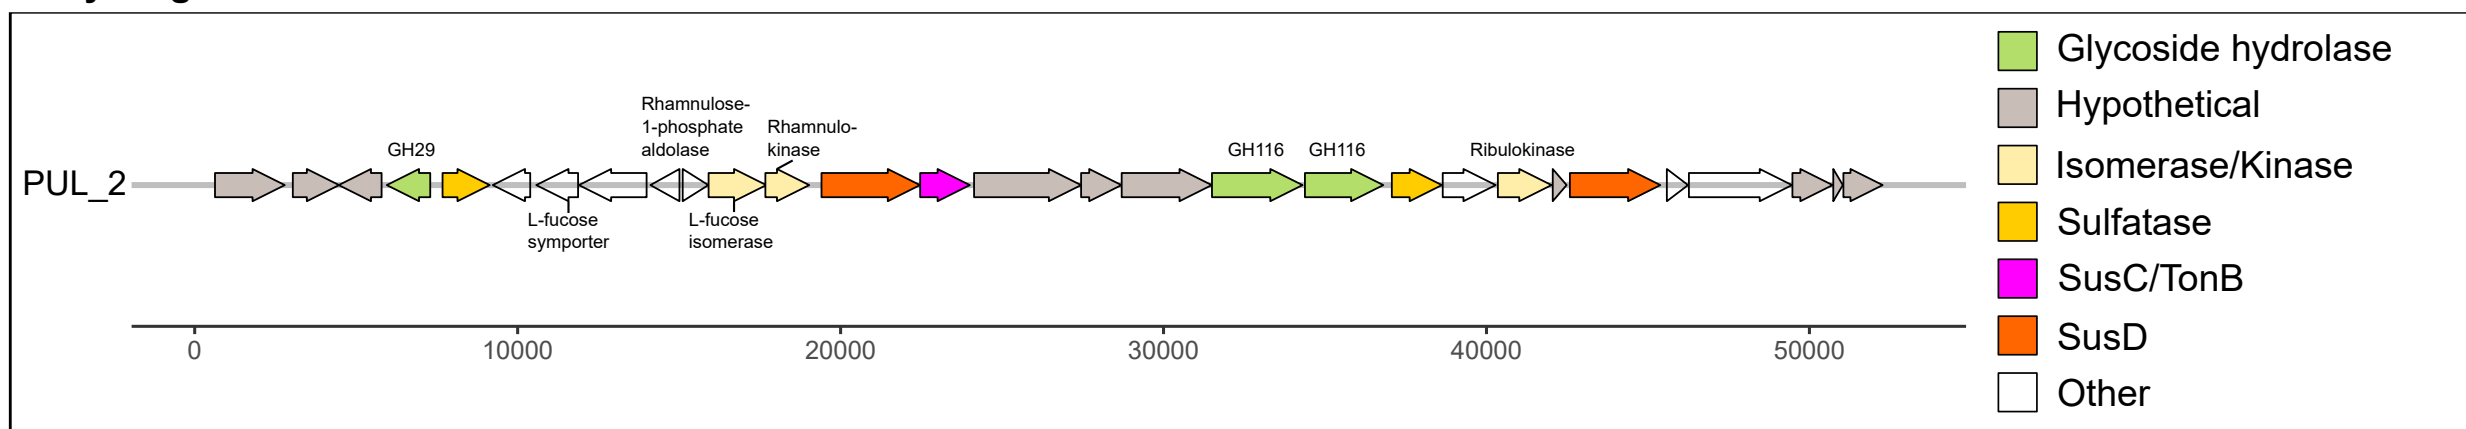 Rhamnulose-
1-phosphate
aldolase
Rhamnulo-
kinase
GH29
GH116
GH116
Ribulokinase
PUL_2
L-fucose
symporter
L-fucose
isomerase
0
10000
20000
30000
40000
50000
Glycoside hydrolase
Hypothetical
Isomerase/Kinase
Sulfatase
SusC/TonB
SusD
Other